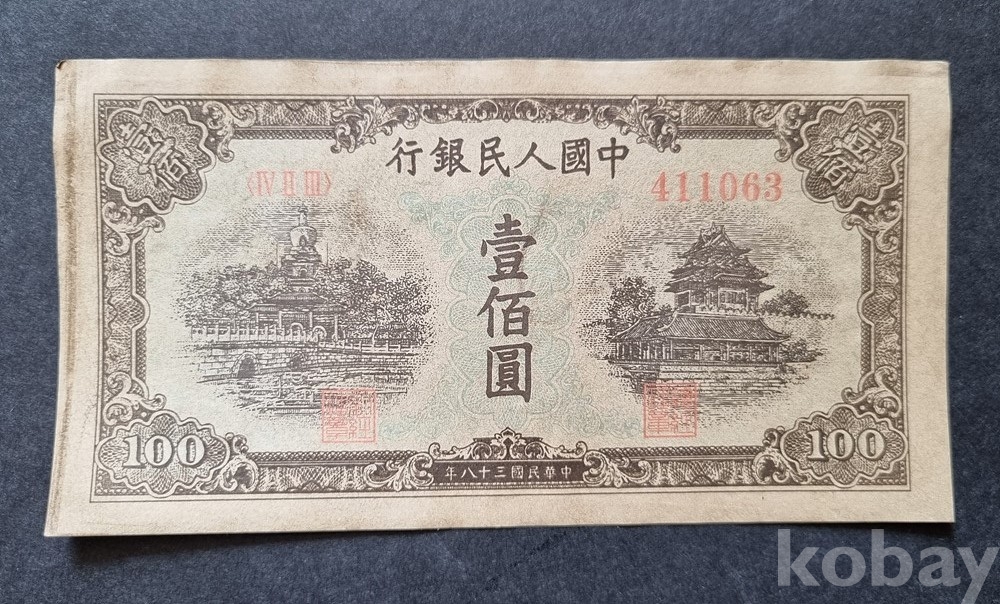 中國人民銀行
壹佰
壹佰
〈IV II III〉
411063
壹佰圓
100
100
中華民國三十八年
kobay